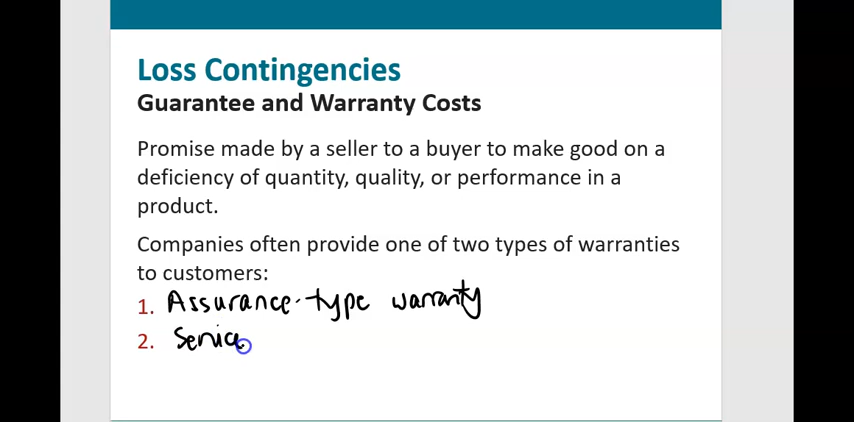 Loss Contingencies
Guarantee and Warranty Costs
Promise made by a seller to a buyer to make good on a
deficiency of quantity, quality, or performance in a
product.
Companies often provide one of two types of warranties
to customers:
1. Assurance-type warranty
2. Servic